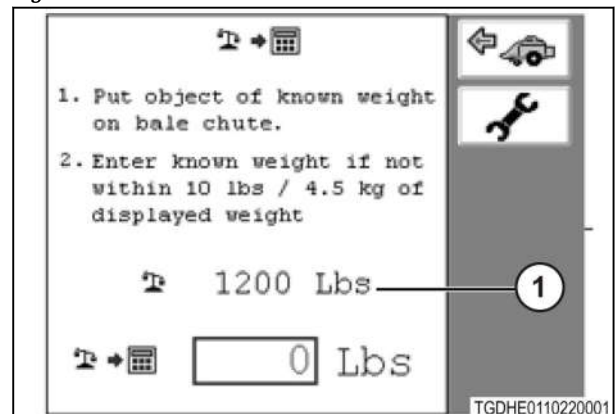 1. Put object of known weight
on bale chute.
2. Enter known weight if not
within 10 lbs / 4.5 kg of
displayed weight
1200 Lbs
1
0 Lbs
TGDHE0110220001